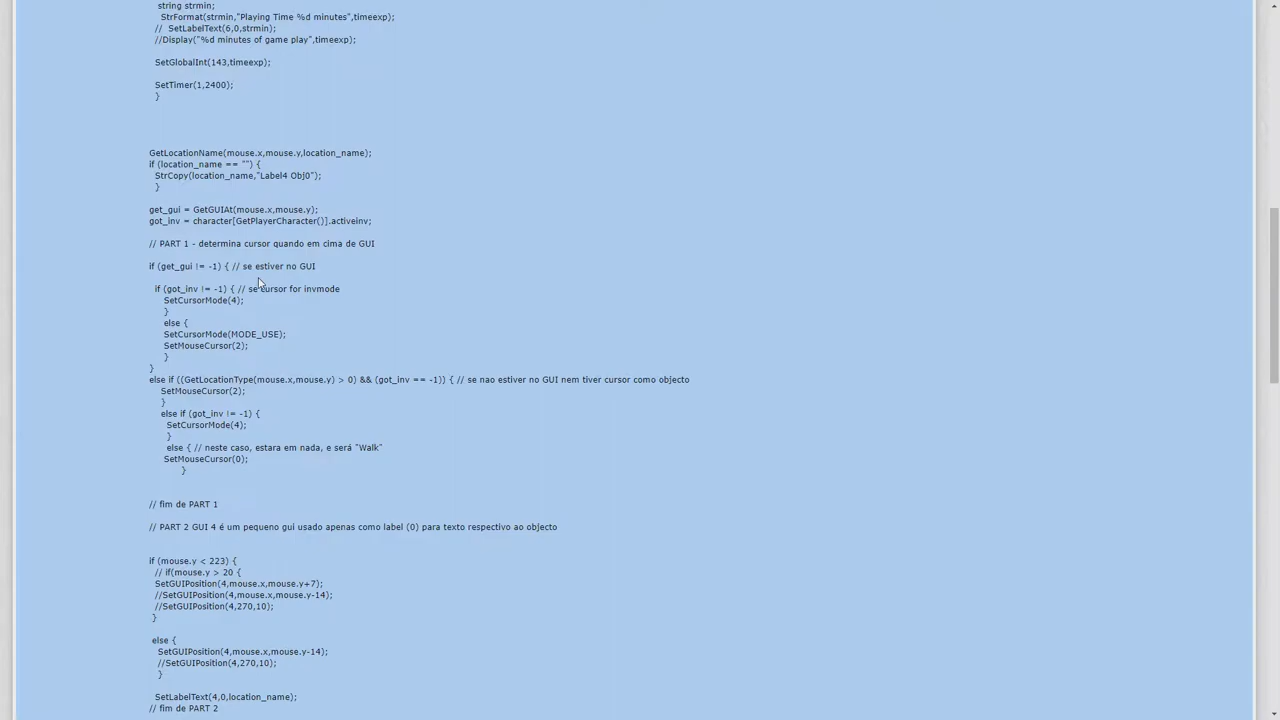 string strmin;
StrFormat(strmin,"Playing Time %d minutes",timeexp);
// SetLabelText(6,0,strmin);
//Display("%d minutes of game play",timeexp);
SetGlobalInt(143,timeexp);
SetTimer(1,2400);
}
GetLocationName(mouse.x,mouse.y,location_name);
if (location_name == "") {
StrCopy(location_name,"Label4 Obj0");
}
get_gui = GetGUIAt(mouse.x,mouse.y);
got_inv = character[GetPlayerCharacter()].activeinv;
// PART 1 - determina cursor quando em cima de GUI
if (get_gui != -1) { // se estiver no GUI
if (got_inv != -1) { // se cursor for invmode
SetCursorMode(4);
}
else {
SetCursorMode(MODE_USE);
SetMouseCursor(2);
}
}
else if ((GetLocationType(mouse.x,mouse.y) > 0) && (got_inv == -1)) { // se nao estiver no GUI nem tiver cursor como objecto
SetMouseCursor(2);
}
else if (got_inv != -1) {
SetCursorMode(4);
}
else { // neste caso, estara em nada, e será "Walk"
SetMouseCursor(0);
}
// fim de PART 1
// PART 2 GUI 4 é um pequeno gui usado apenas como label (0) para texto respectivo ao objecto
if (mouse.y < 223) {
// if(mouse.y > 20 {
SetGUIPosition(4,mouse.x,mouse.y+7);
//SetGUIPosition(4,mouse.x,mouse.y-14);
//SetGUIPosition(4,270,10);
}
else {
SetGUIPosition(4,mouse.x,mouse.y-14);
//SetGUIPosition(4,270,10);
}
SetLabelText(4,0,location_name);
// fim de PART 2